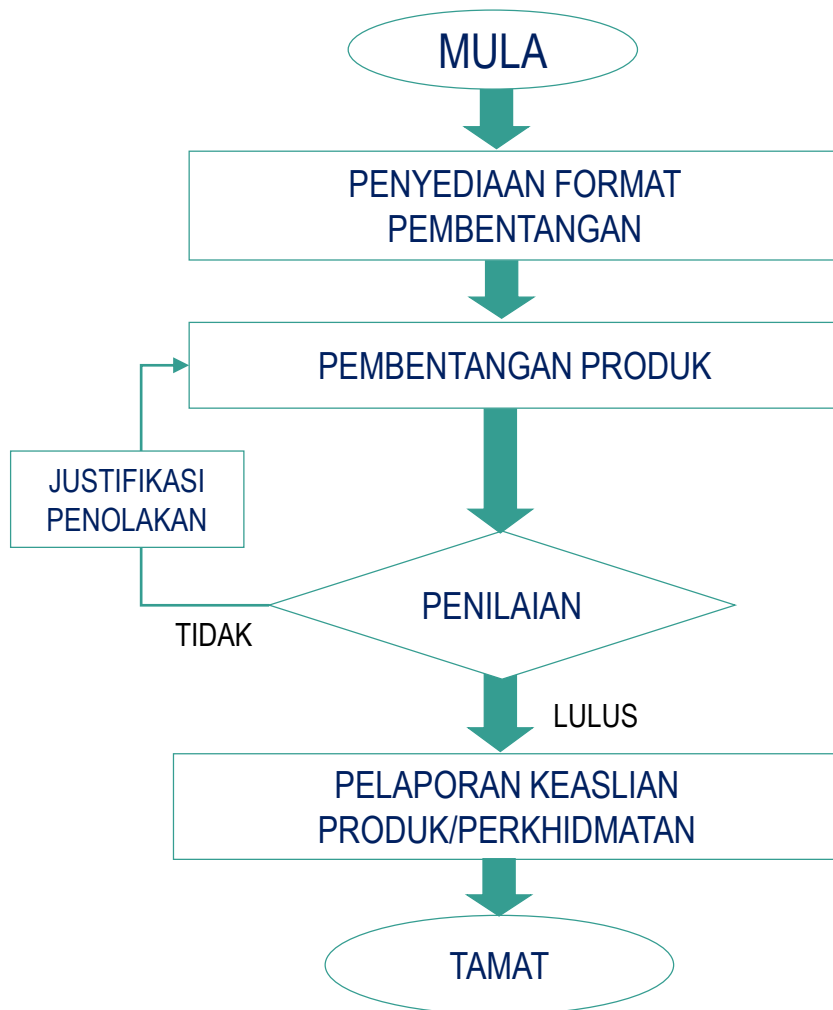 MULA
PENYEDIAAN FORMAT
PEMBENTANGAN
PEMBENTANGAN PRODUK
JUSTIFIKASI
PENOLAKAN
PENILAIAN
TIDAK
LULUS
PELAPORAN KEASLIAN
PRODUK/PERKHIDMATAN
TAMAT